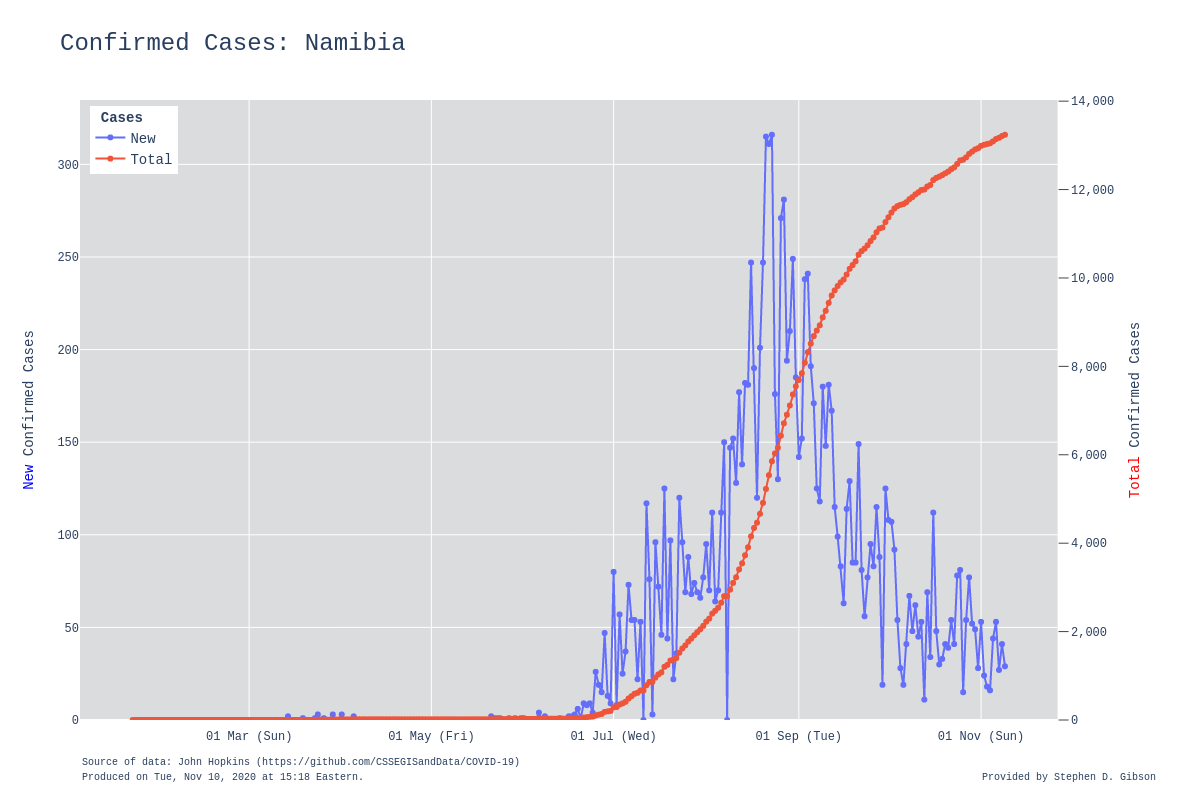 Confirmed Cases: Namibia
Cases
New
Total
300
250
200
150
100
50
0
New Confirmed Cases
14,000
12,000
10,000
8,000
6,000
4,000
2,000
0
Total Confirmed Cases
01 Mar (Sun) 01 May (Fri) 01 Jul (Wed) 01 Sep (Tue) 01 Nov (Sun)
Source of data: John Hopkins (https://github.com/CSSEGISandData/COVID-19)
Produced on Tue, Nov 10, 2020 at 15:18 Eastern.
Provided by Stephen D. Gibson